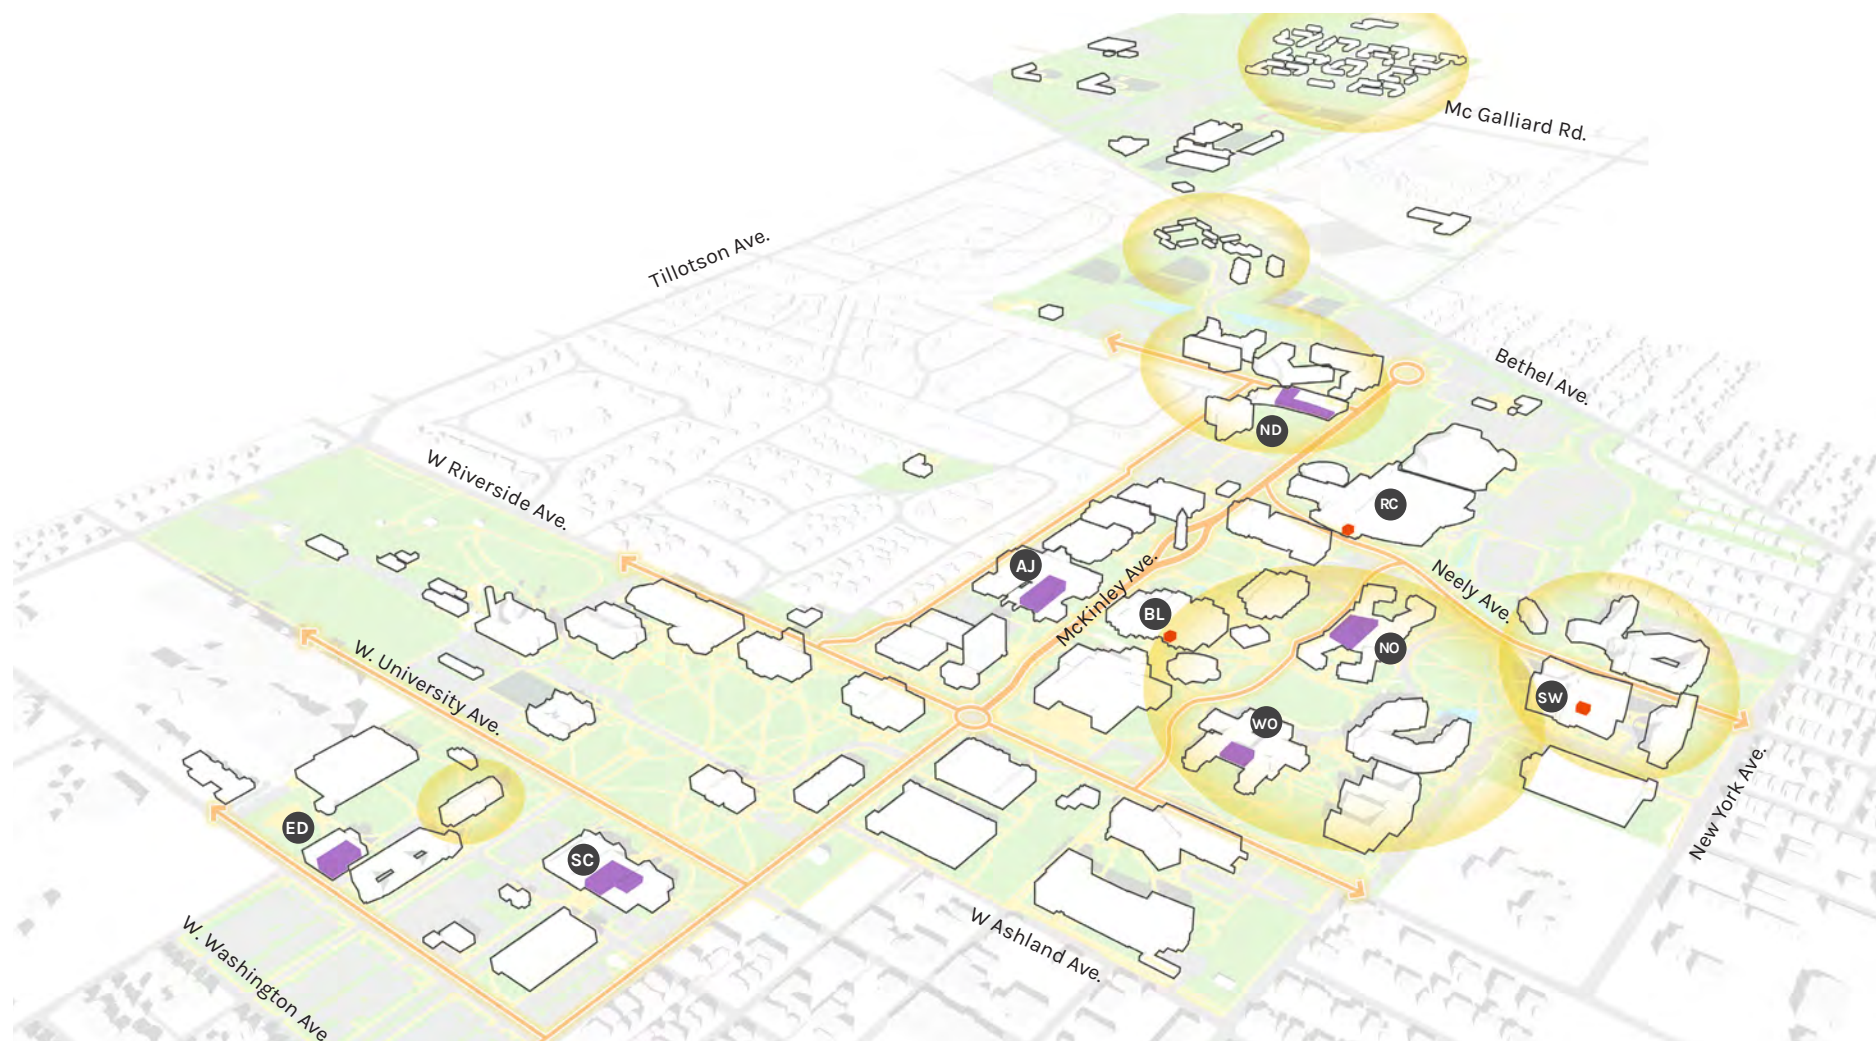 Mc Galliard Rd.
Tillotson Ave.
Bethel Ave.
ND
W Riverside Ave.
RC
AJ
McKinley Ave.
Neely Ave.
BL
NO
W. University Ave.
SW
WO
New York Ave.
ED
SC
W Ashland Ave.
W. Washington Ave